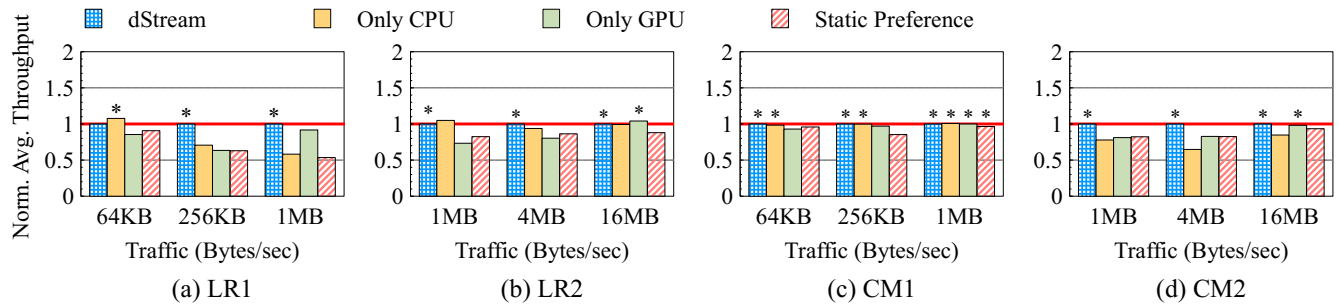 dStream Only CPU Only GPU Static Preference
Norm. Avg. Throughput
2 2 2 2
1.5 1.5 1.5 1.5
* * * * * * * * * * * * * * * * *
1 1 1 1
0.5 0.5 0.5 0.5
0 0 0 0
64KB 256KB 1MB 1MB 4MB 16MB 64KB 256KB 1MB 1MB 4MB 16MB
Traffic (Bytes/sec) Traffic (Bytes/sec) Traffic (Bytes/sec) Traffic (Bytes/sec)
(a) LR1 (b) LR2 (c) CM1 (d) CM2